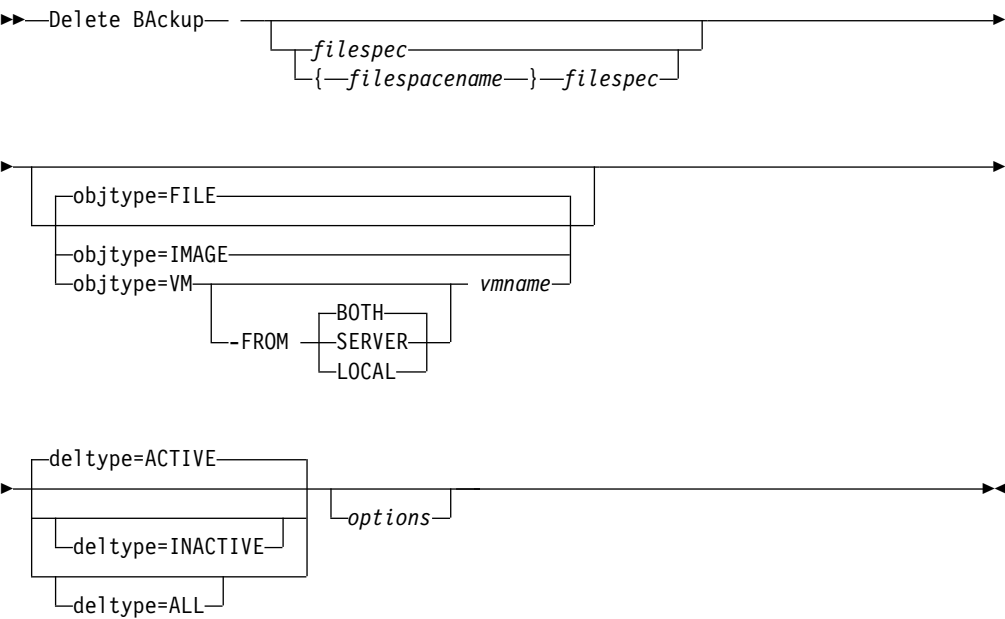 Delete BAckup
filespec
{ filespacename } filespec
objtype=FILE
objtype=IMAGE
objtype=VM vmname
BOTH
-FROM SERVER
LOCAL
deltype=ACTIVE
options
deltype=INACTIVE
deltype=ALL